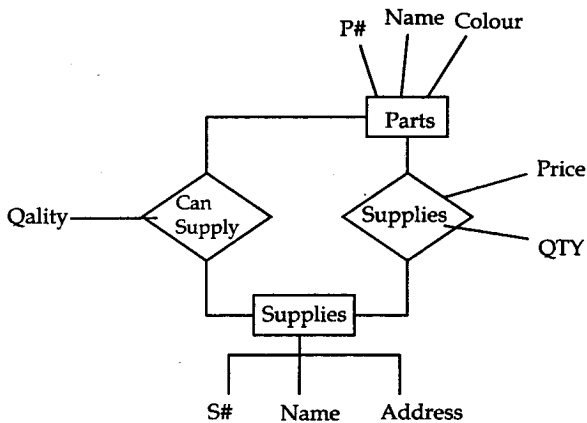 P# Name Colour
Parts
Price
Qality
Can
Supply
Supplies
QTY
Supplies
S# Name Address